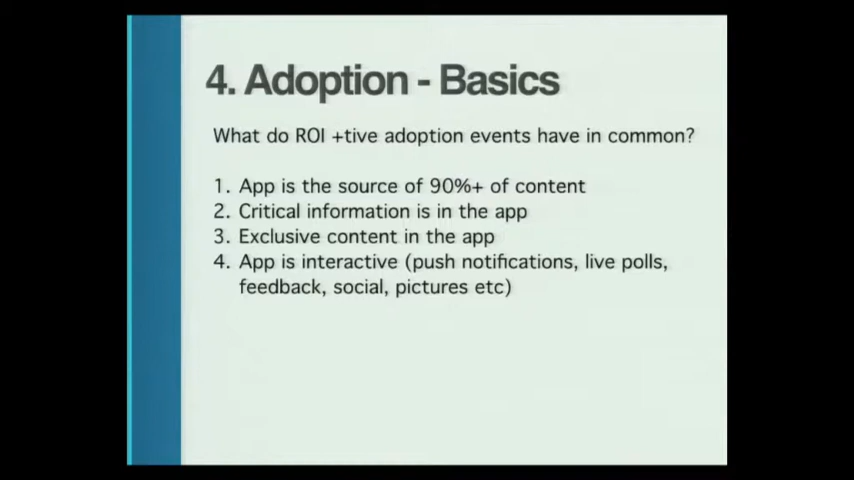 4. Adoption - Basics
What do ROI +tive adoption events have in common?
1. App is the source of 90%+ of content
2. Critical information is in the app
3. Exclusive content in the app
4. App is interactive (push notifications, live polls,
feedback, social, pictures etc)